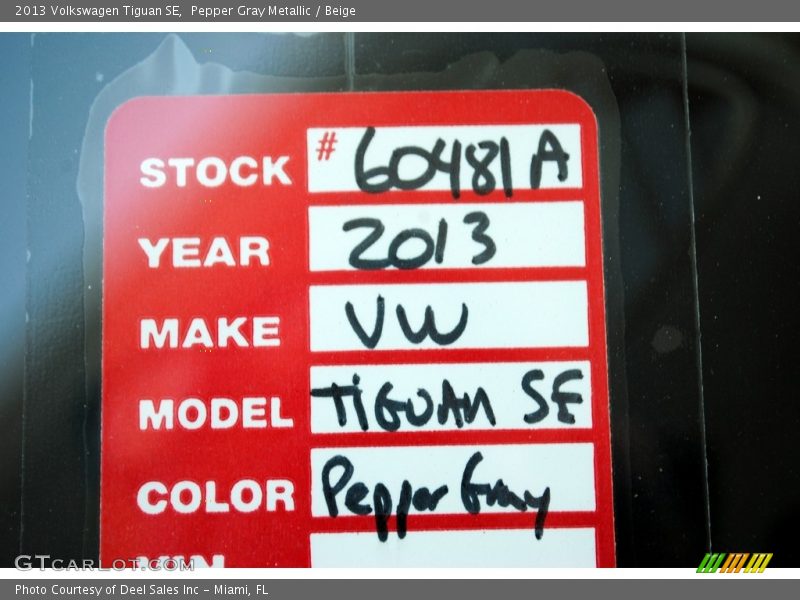 2013 Volkswagen Tiguan SE, Pepper Gray Metallic / Beige
STOCK # 60481A
YEAR 2013
MAKE VW
MODEL TIGUAN SE
COLOR Pepper Gray
GTCARLOT.COM
Photo Courtesy of Deel Sales Inc – Miami, FL